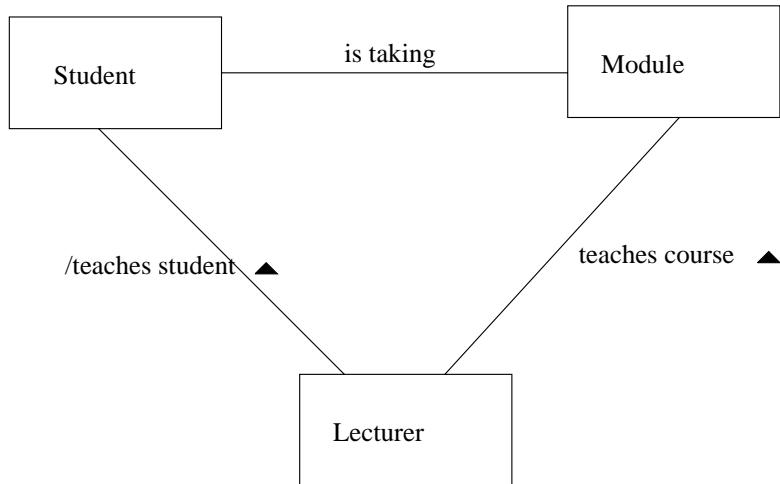 is taking
Student
Module
/teaches student
teaches course
Lecturer